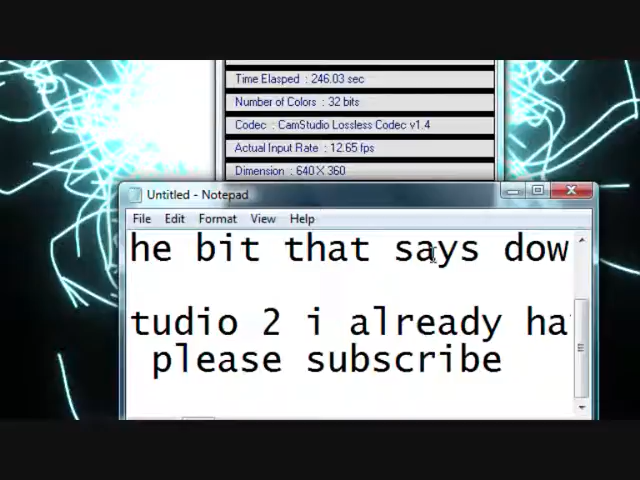 Time Elasped : 246.03 sec
Number of Colors : 32 bits
Codec : CamStudio Lossless Codec v1.4
Actual Input Rate : 12.65 fps
Dimension : 640 X 360
Untitled - Notepad
File Edit Format View Help
he bit that says dow
tudio 2 i already ha
please subscribe